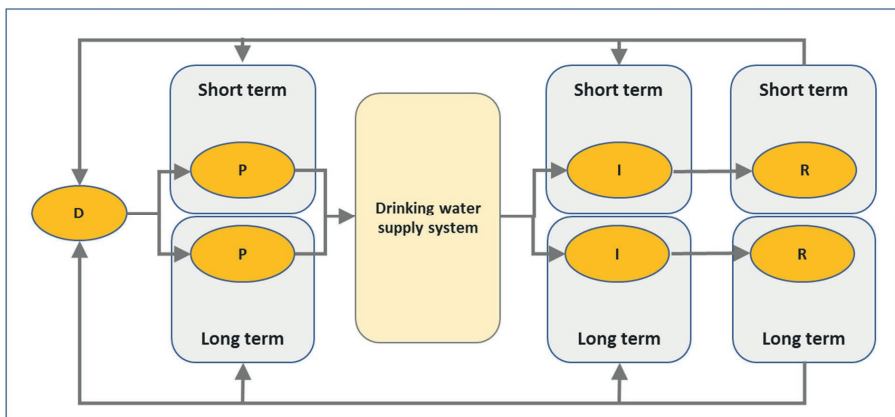 Short term
Short term
Short term
P
I
R
D
Drinking water
supply system
P
I
R
Long term
Long term
Long term